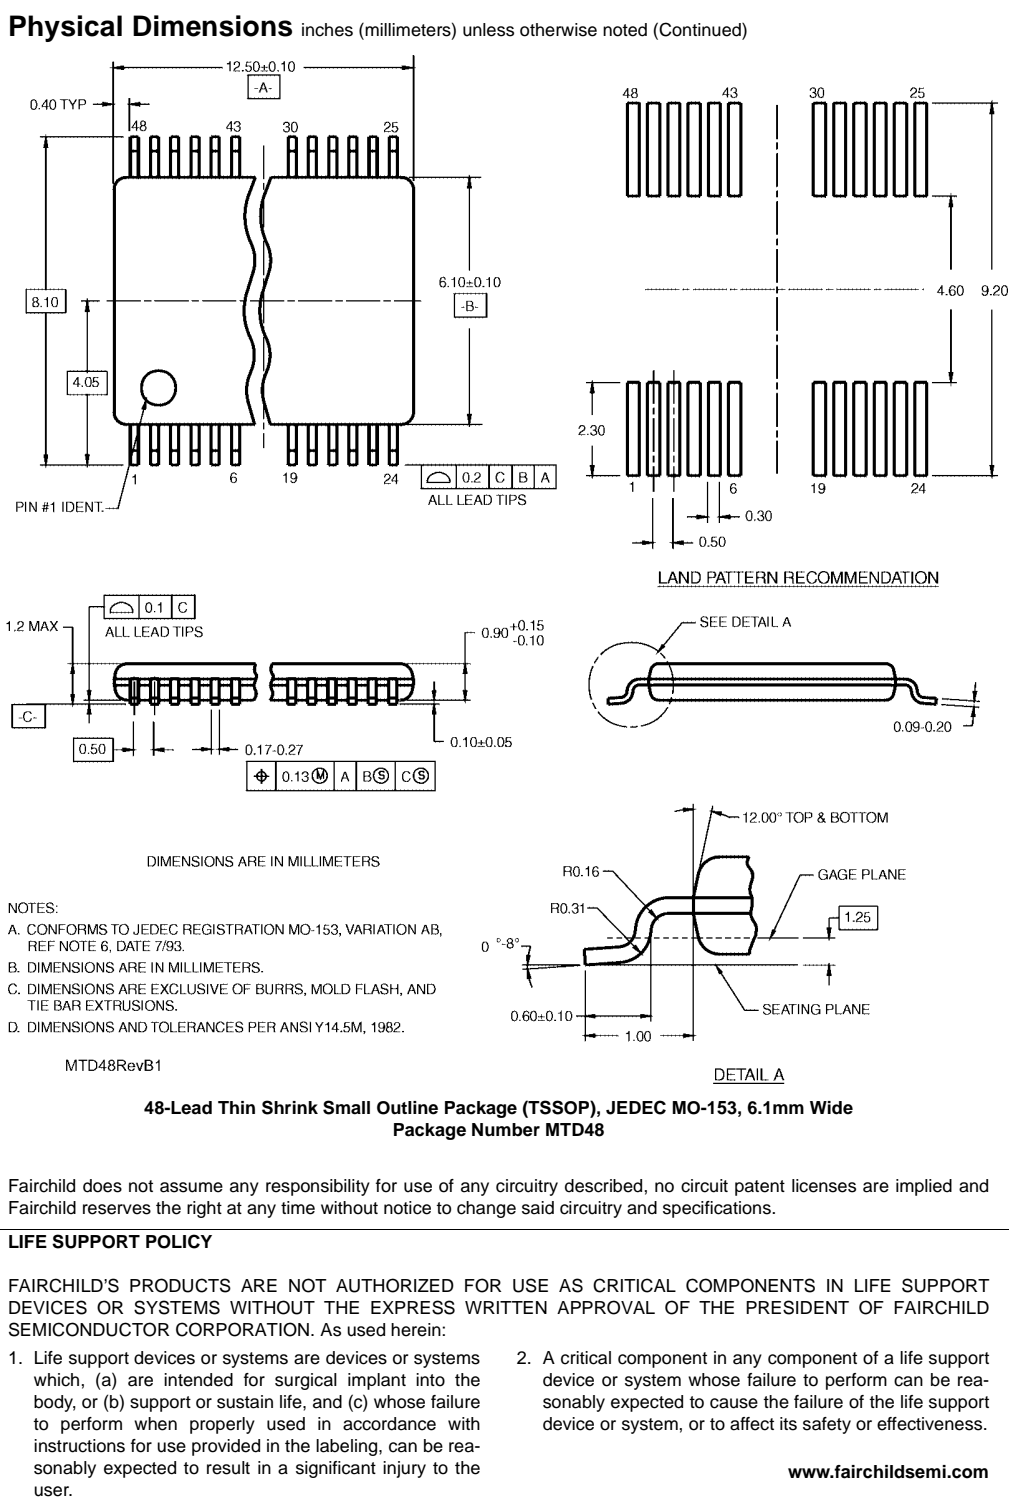 Physical Dimensions inches (millimeters) unless otherwise noted (Continued)
12.50±0.10
-A-
0.40 TYP
48 43 30 25
8.10
4.05
6.10±0.10
-B-
1 6 19 24
PIN #1 IDENT.
0.2 C B A
ALL LEAD TIPS
48 43 30 25
4.60 9.20
2.30
1 6 19 24
0.30
0.50
LAND PATTERN RECOMMENDATION
0.1 C
ALL LEAD TIPS
1.2 MAX
0.90 +0.15 -0.10
-C-
0.50
0.17-0.27
0.10±0.05
0.13 Ⓜ A B Ⓢ C Ⓢ
SEE DETAIL A
0.09-0.20
DIMENSIONS ARE IN MILLIMETERS
12.00° TOP & BOTTOM
R0.16
GAGE PLANE
R0.31
1.25
0°-8°
SEATING PLANE
0.60±0.10
1.00
DETAIL A
NOTES:
A. CONFORMS TO JEDEC REGISTRATION MO-153, VARIATION AB,
REF NOTE 6, DATE 7/93.
B. DIMENSIONS ARE IN MILLIMETERS.
C. DIMENSIONS ARE EXCLUSIVE OF BURRS, MOLD FLASH, AND
TIE BAR EXTRUSIONS.
D. DIMENSIONS AND TOLERANCES PER ANSI Y14.5M, 1982.
MTD48RevB1
48-Lead Thin Shrink Small Outline Package (TSSOP), JEDEC MO-153, 6.1mm Wide
Package Number MTD48
Fairchild does not assume any responsibility for use of any circuitry described, no circuit patent licenses are implied and
Fairchild reserves the right at any time without notice to change said circuitry and specifications.
LIFE SUPPORT POLICY
FAIRCHILD'S PRODUCTS ARE NOT AUTHORIZED FOR USE AS CRITICAL COMPONENTS IN LIFE SUPPORT
DEVICES OR SYSTEMS WITHOUT THE EXPRESS WRITTEN APPROVAL OF THE PRESIDENT OF FAIRCHILD
SEMICONDUCTOR CORPORATION. As used herein:
1. Life support devices or systems are devices or systems
which, (a) are intended for surgical implant into the
body, or (b) support or sustain life, and (c) whose failure
to perform when properly used in accordance with
instructions for use provided in the labeling, can be rea-
sonably expected to result in a significant injury to the
user.
2. A critical component in any component of a life support
device or system whose failure to perform can be rea-
sonably expected to cause the failure of the life support
device or system, or to affect its safety or effectiveness.
www.fairchildsemi.com